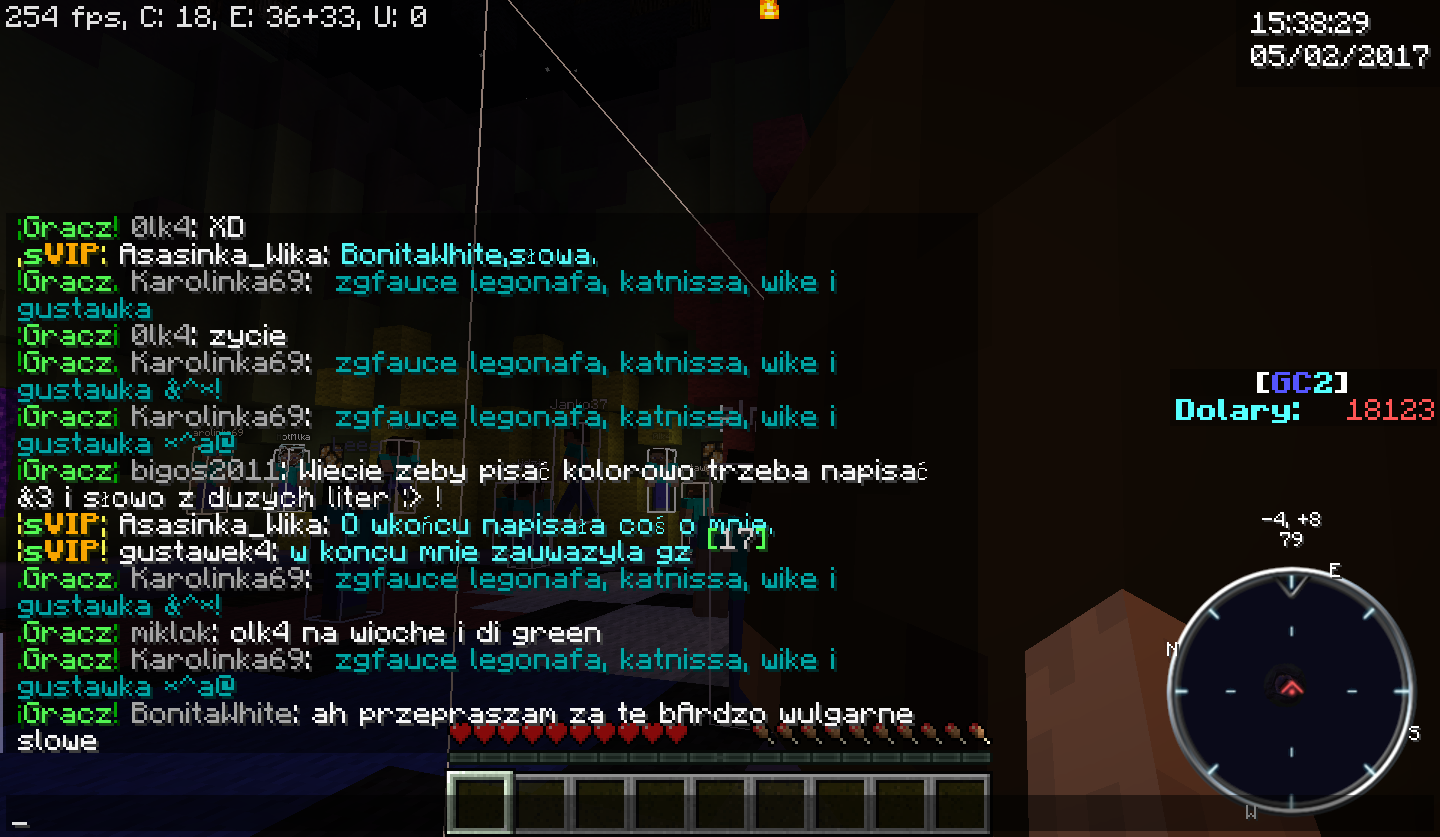 254 fps, C: 18, E: 36+33, U: 0
15:38:29
05/02/2017
¦Gracz! 0lk4: XD
¡sVIP¦ Asasinka_Wika: BonitaWhite,słowa,
!Gracz. Karolinka69:  zgfauce legonafa, katnissa, wike i
gustawka
¦Graczi 0lk4: zycie
!Gracz. Karolinka69:  zgfauce legonafa, katnissa, wike i
gustawka &^×!
iGracz! Karolinka69:  zgfauce legonafa, katnissa, wike i
gustawka ×^a@
iGracz¦ bigos2011: Wiecie zeby pisać kolorowo trzeba napisać
&3 i słowo z duzych liter :> !
¦sVIP¦ Asasinka_Wika: O wkońcu napisała coś o mnie,
¦sVIP! gustawek4: w koncu mnie zauwazyla gz
[17]
.Gracz. Karolinka69:  zgfauce legonafa, katnissa, wike i
gustawka &^×!
.Gracz! miklok: olk4 na wioche i di green
.Gracz! Karolinka69:  zgfauce legonafa, katnissa, wike i
gustawka ×^a@
iGracz! BonitaWhite: ah przepraszam za te bArdzo wulgarne
slowe
_
Janko37
[GC2]
Dolary: 18123
-4, +8
79
E
N
S
W